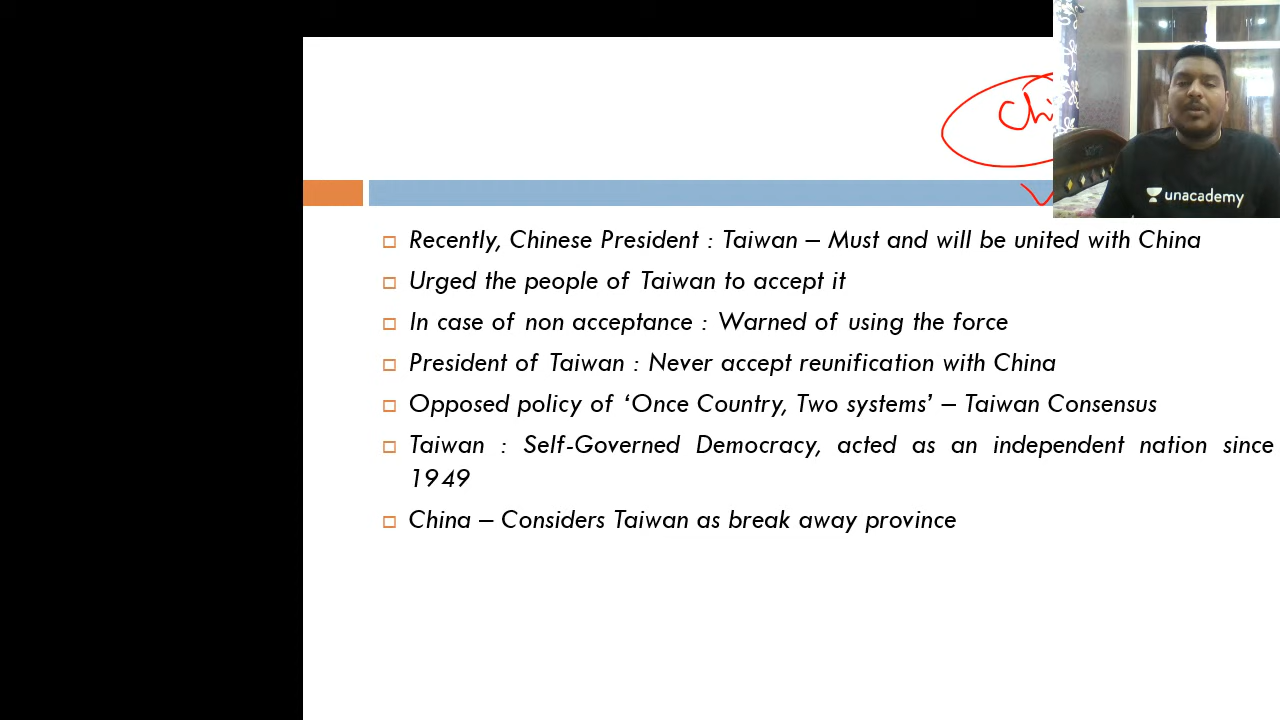 Chi
unacademy
Recently, Chinese President : Taiwan – Must and will be united with China
Urged the people of Taiwan to accept it
In case of non acceptance : Warned of using the force
President of Taiwan : Never accept reunification with China
Opposed policy of ‘Once Country, Two systems’ – Taiwan Consensus
Taiwan : Self-Governed Democracy, acted as an independent nation since
1949
China – Considers Taiwan as break away province